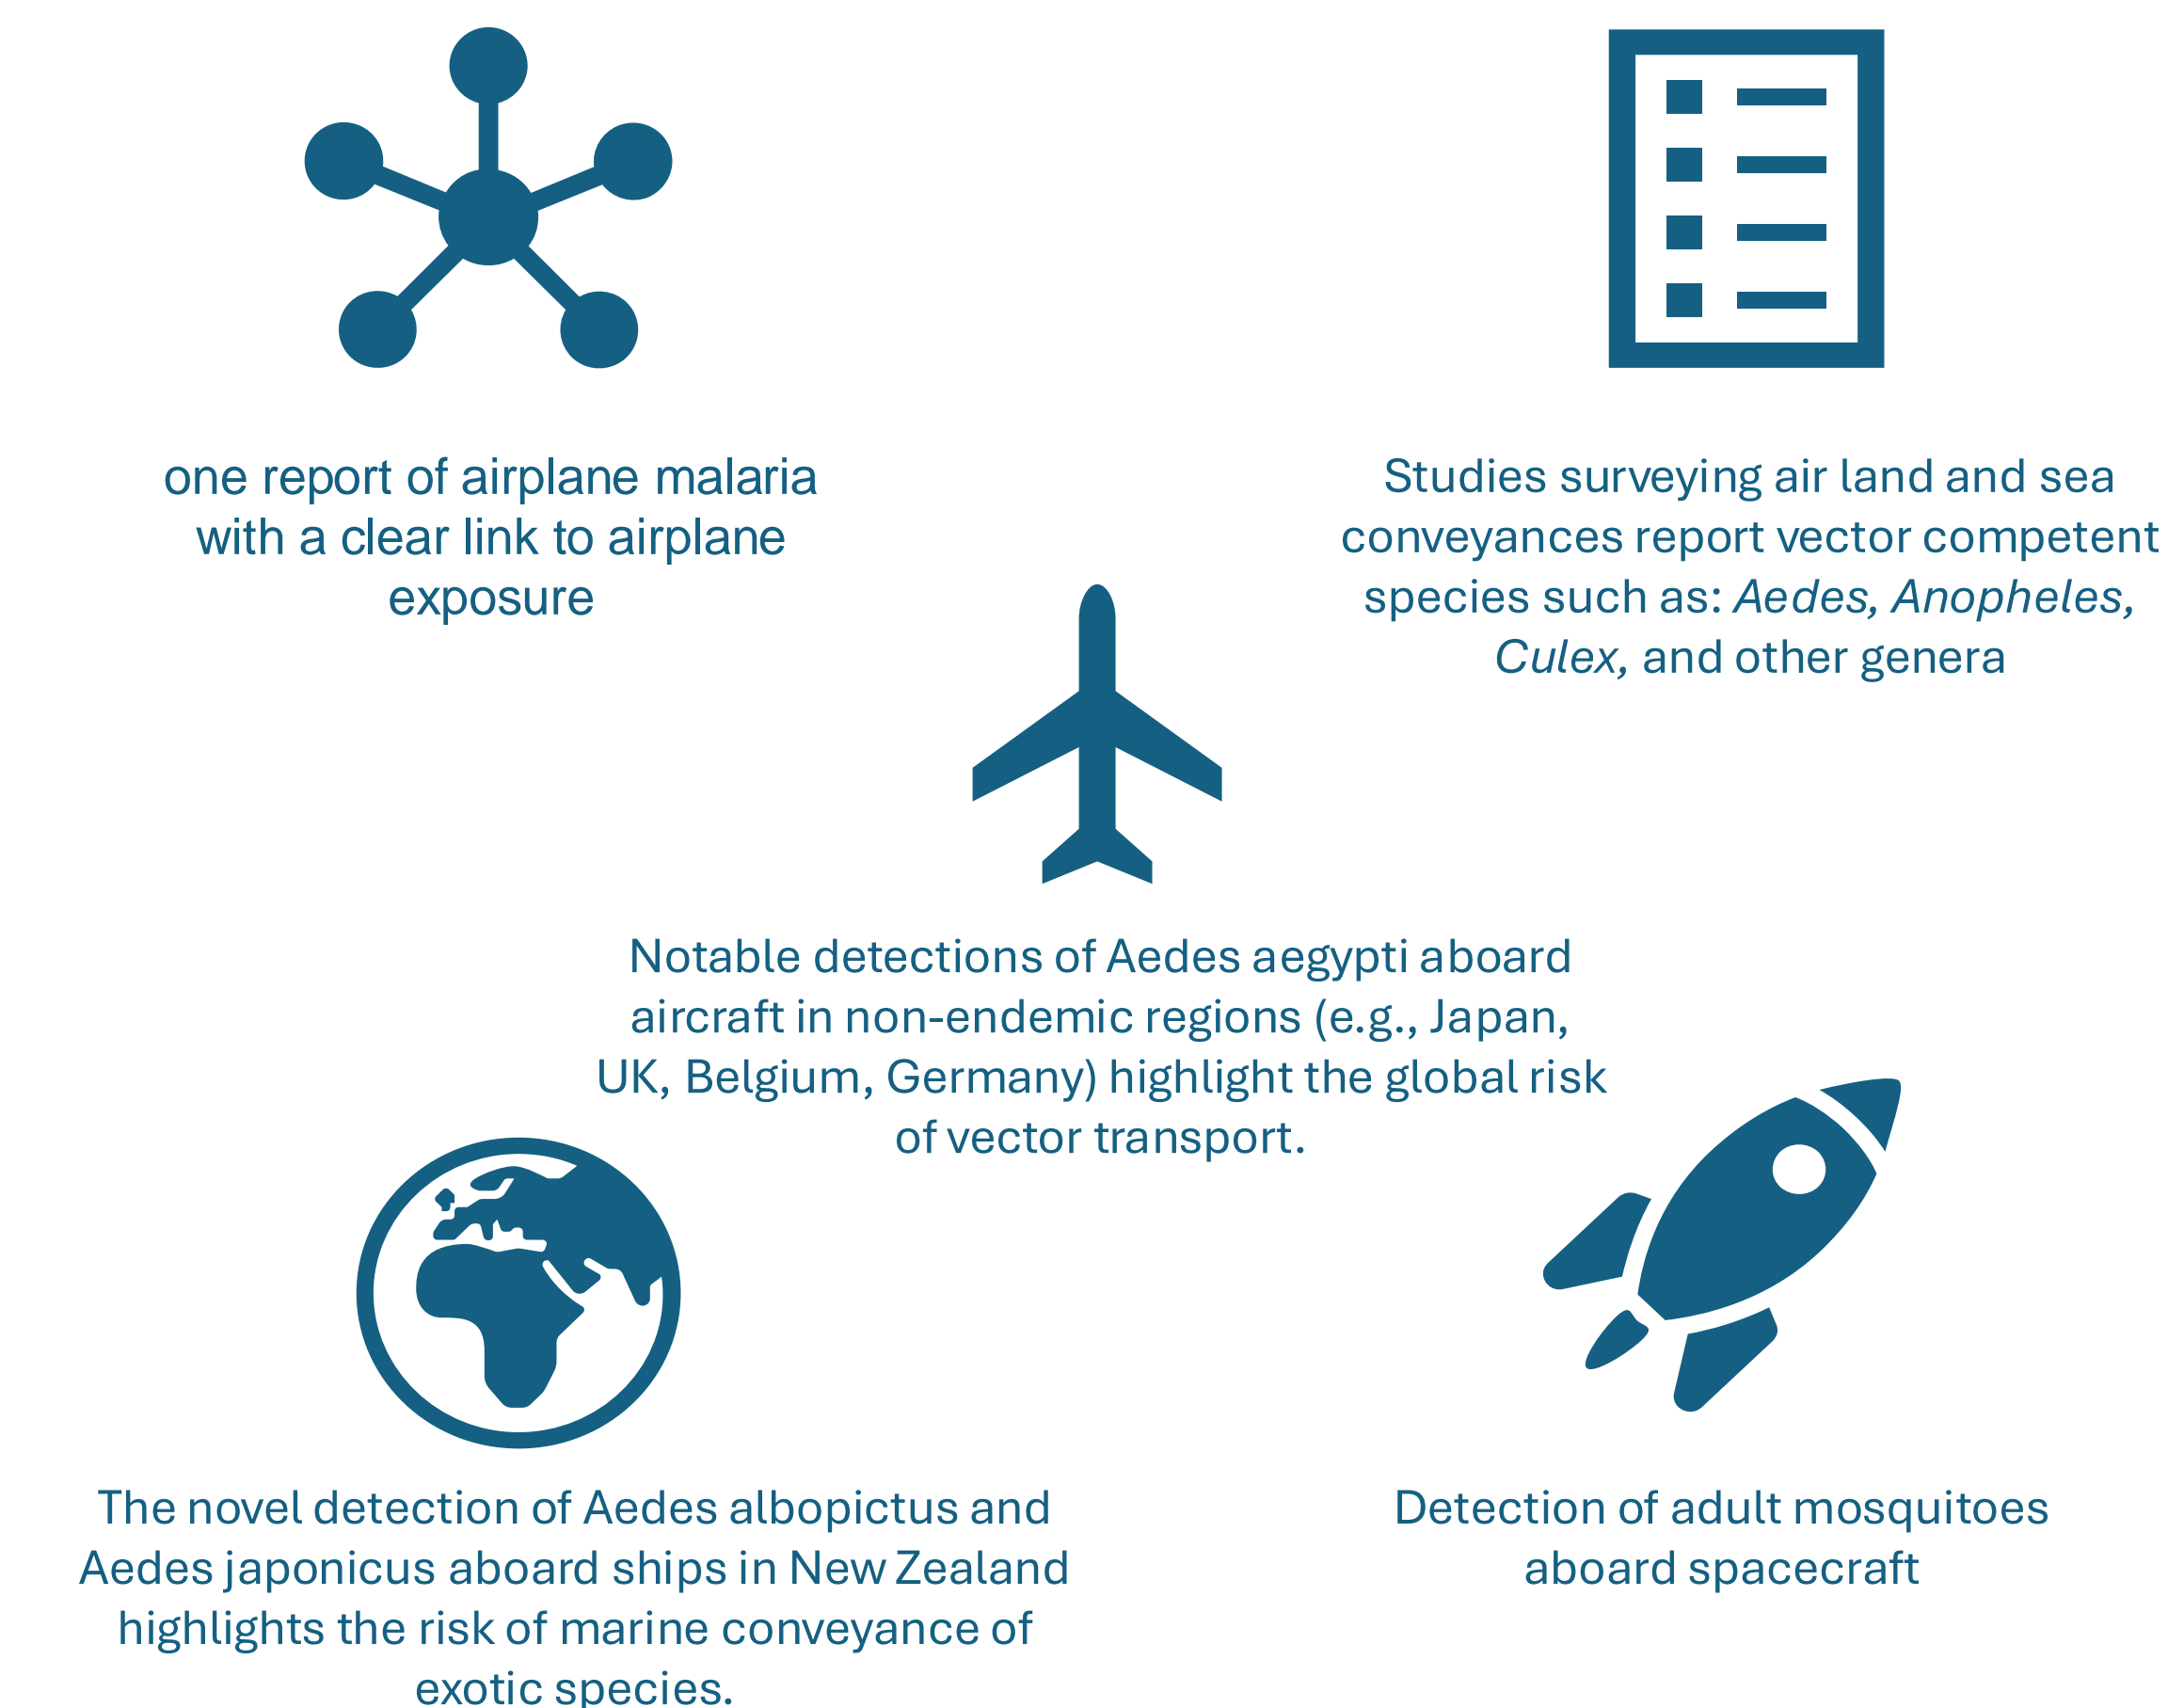 one report of airplane malaria
with a clear link to airplane
exposure
Studies surveying air land and sea
conveyances report vector competent
species such as: Aedes, Anopheles,
Culex, and other genera
Notable detections of Aedes aegypti aboard
aircraft in non-endemic regions (e.g., Japan,
UK, Belgium, Germany) highlight the global risk
of vector transport.
The novel detection of Aedes albopictus and
Aedes japonicus aboard ships in New Zealand
highlights the risk of marine conveyance of
exotic species.
Detection of adult mosquitoes
aboard spacecraft